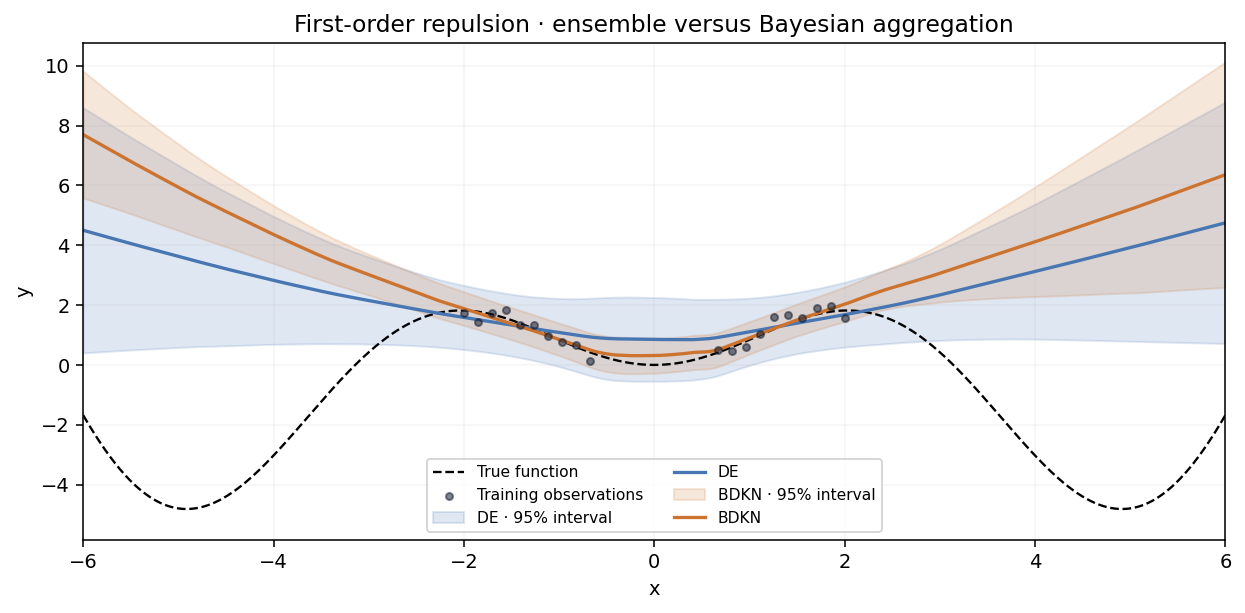 First-order repulsion · ensemble versus Bayesian aggregation
10
8
6
4
2
0
−2
−4
y
−6
−4
−2
0
2
4
6
x
True function
Training observations
DE · 95% interval
DE
BDKN · 95% interval
BDKN